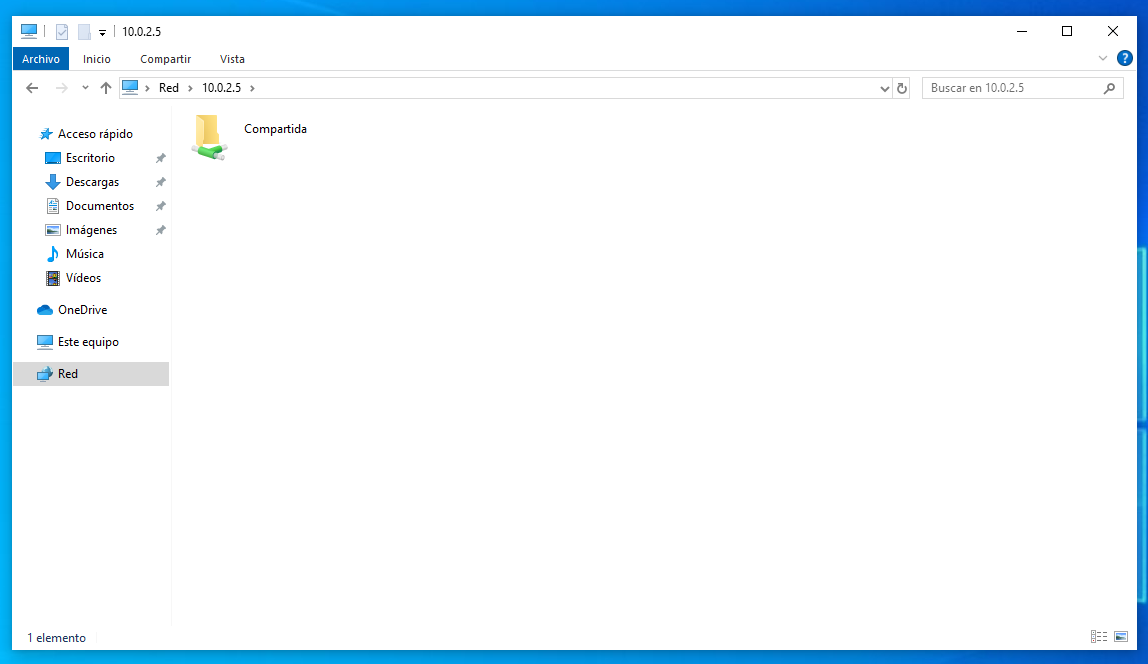 10.0.2.5
Archivo Inicio Compartir Vista ?
Red 10.0.2.5 Buscar en 10.0.2.5
Acceso rápido
Escritorio
Descargas
Documentos
Imágenes
Música
Vídeos
OneDrive
Este equipo
Red
Compartida
1 elemento